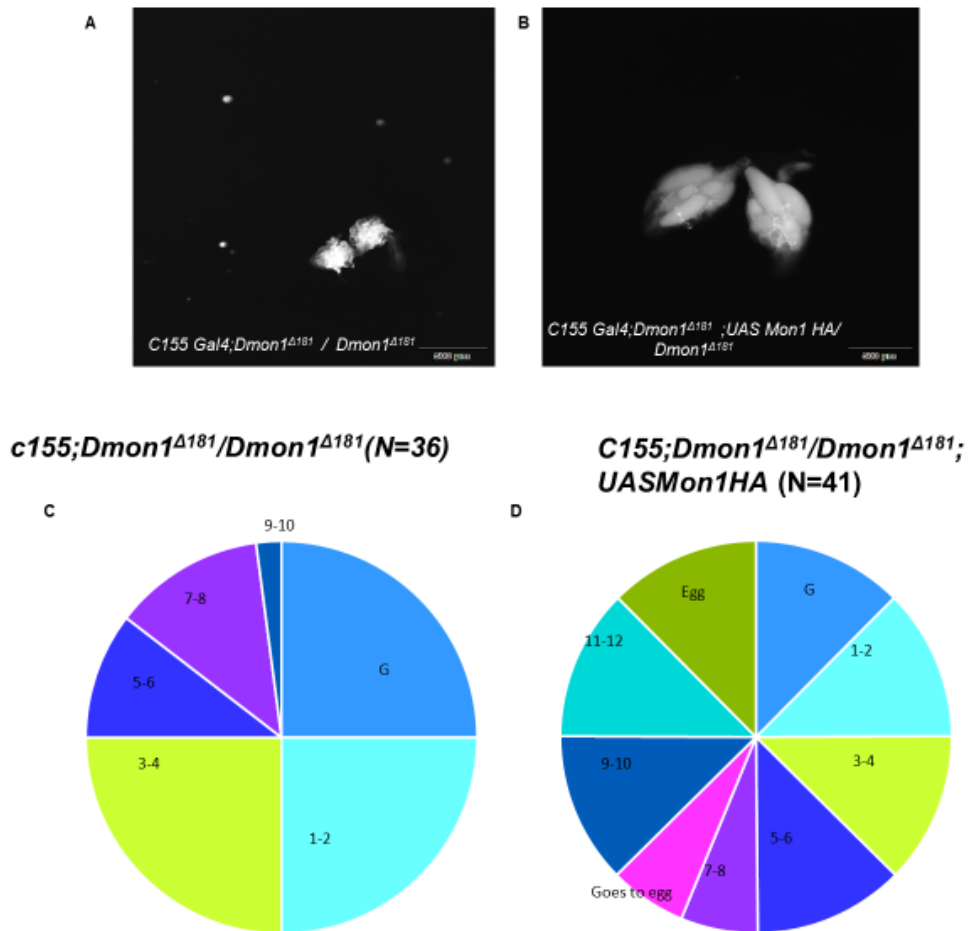 A
B
C155 Gal4;Dmon1Δ181 / Dmon1Δ181
C155 Gal4;Dmon1Δ181 ;UAS Mon1 HA/
Dmon1Δ181
c155;Dmon1Δ181/Dmon1Δ181(N=36)
C155;Dmon1Δ181/Dmon1Δ181;
UASMon1HA (N=41)
C
D
9-10
7-8
G
5-6
3-4
1-2
Egg
G
11-12
1-2
9-10
3-4
5-6
7-8
Goes to egg